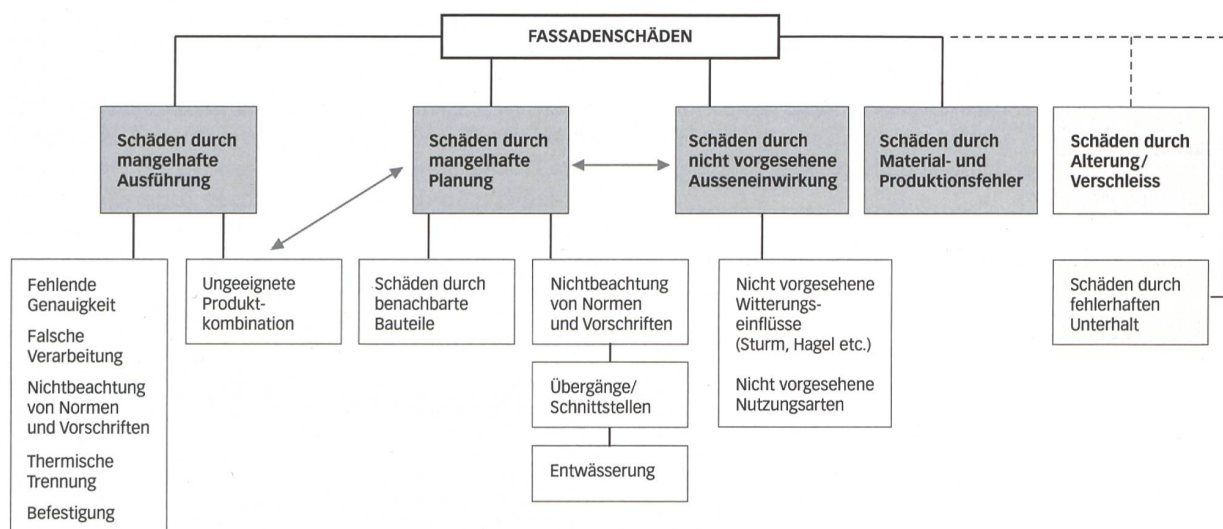 FASSADENSCHÄDEN
Schäden durch
mangelhafte
Ausführung
Schäden durch
mangelhafte
Planung
Schäden durch
nicht vorgesehene
Ausseneinwirkung
Schäden durch
Material- und
Produktionsfehler
Schäden durch
Alterung/
Verschleiss
Fehlende
Genauigkeit
Falsche
Verarbeitung
Nichtbeachtung
von Normen
und Vorschriften
Thermische
Trennung
Befestigung
Ungeeignete
Produkt-
kombination
Schäden durch
benachbarte
Bauteile
Nichtbeachtung
von Normen
und Vorschriften
Übergänge/
Schnittstellen
Entwässerung
Nicht vorgesehene
Witterungs-
einflüsse
(Sturm, Hagel etc.)
Nicht vorgesehene
Nutzungsarten
Schäden durch
fehlerhaften
Unterhalt